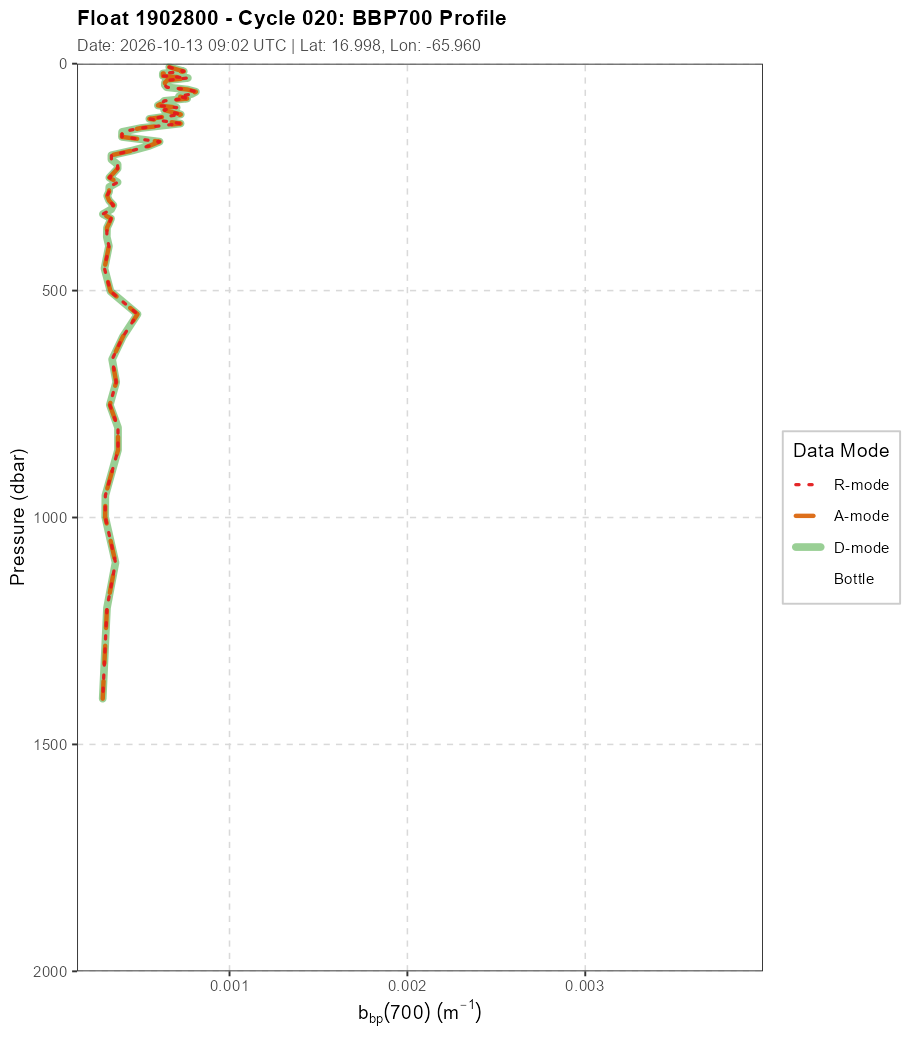 Float 1902800 - Cycle 020: BBP700 Profile
Date: 2026-10-13 09:02 UTC | Lat: 16.998, Lon: -65.960
0
500
1000
1500
2000
Pressure (dbar)
0.001
0.002
0.003
b_bp(700) (m⁻¹)
Data Mode
R-mode
A-mode
D-mode
Bottle